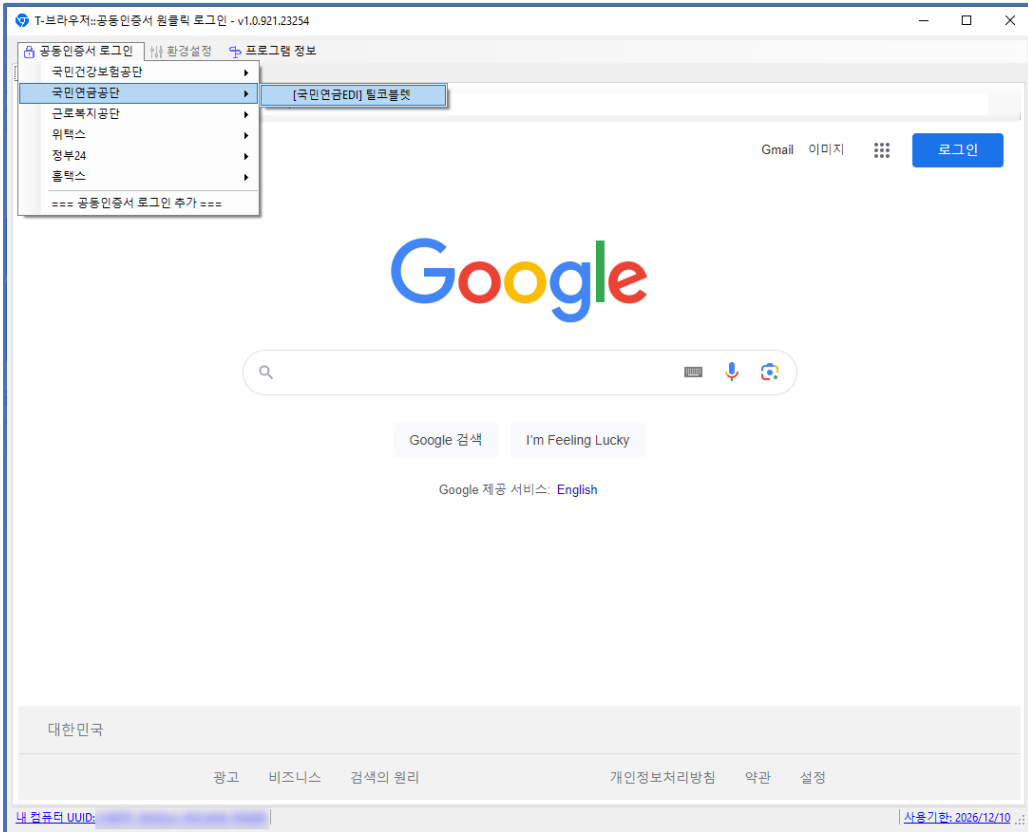 T-브라우저::공동인증서 원클릭 로그인 - v1.0.921.23254
공동인증서 로그인 환경설정 프로그램 정보
국민건강보험공단
국민연금공단 [국민연금EDI] 틸코블렛
근로복지공단
위택스
정부24
홈택스
=== 공동인증서 로그인 추가 ===
Gmail 이미지 로그인
Google
Google 검색 I'm Feeling Lucky
Google 제공 서비스: English
대한민국
광고 비즈니스 검색의 원리 개인정보처리방침 약관 설정
내 컴퓨터 UUID: 사용기한: 2026/12/10